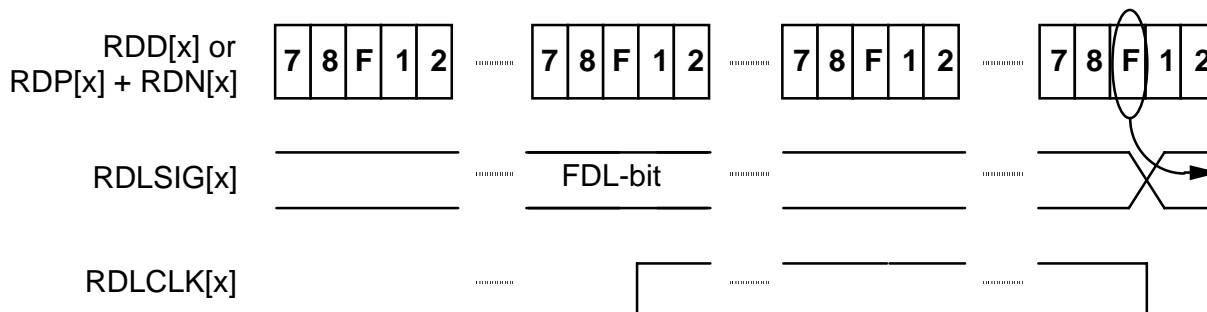 RDD[x] or
RDP[x] + RDN[x]
7 8 F 1 2 7 8 F 1 2 7 8 F 1 2 7 8 F 1 2
RDLSIG[x]
FDL-bit
RDLCLK[x]